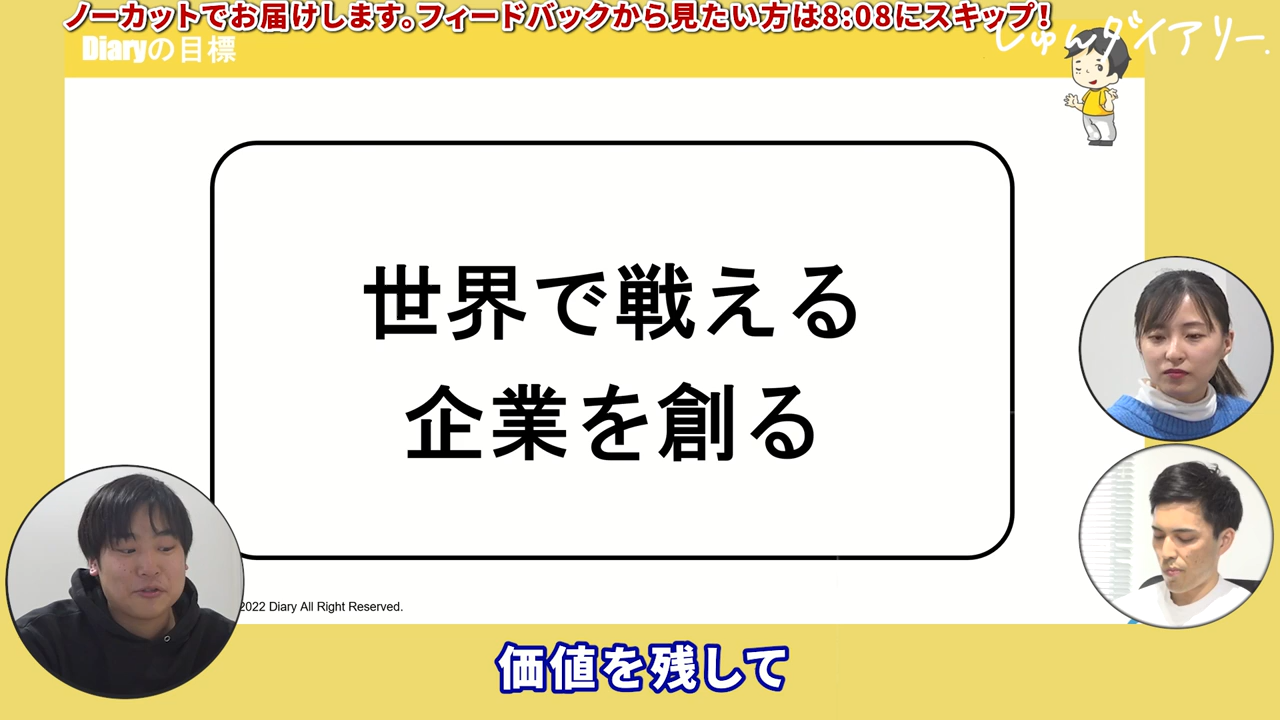 ノーカットでお届けします。フィードバックから見たい方は8:08にスキップ!
しゅんダイアリー.
Diaryの目標
世界で戦える
企業を創る
2022 Diary All Right Reserved.
価値を残して